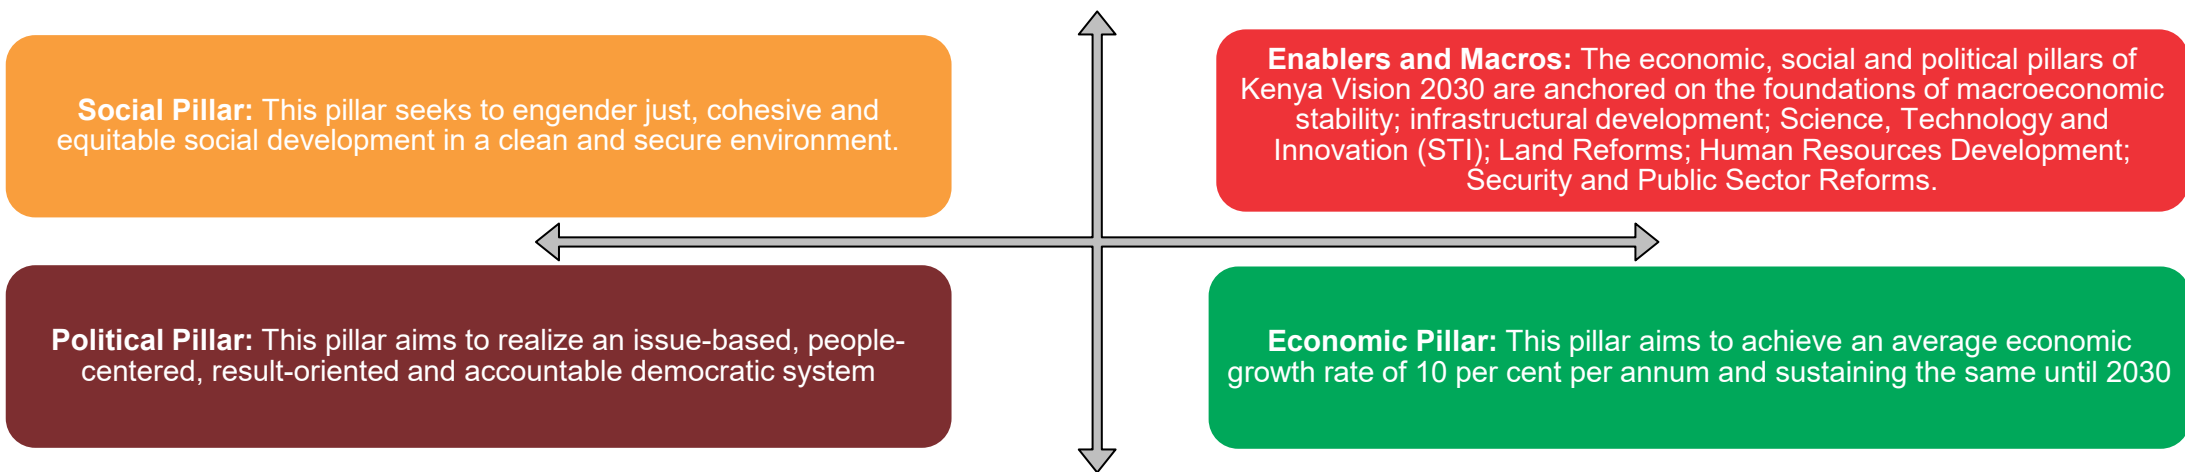 Social Pillar: This pillar seeks to engender just, cohesive and
equitable social development in a clean and secure environment.
Enablers and Macros: The economic, social and political pillars of
Kenya Vision 2030 are anchored on the foundations of macroeconomic
stability; infrastructural development; Science, Technology and
Innovation (STI); Land Reforms; Human Resources Development;
Security and Public Sector Reforms.
Political Pillar: This pillar aims to realize an issue-based, people-
centered, result-oriented and accountable democratic system
Economic Pillar: This pillar aims to achieve an average economic
growth rate of 10 per cent per annum and sustaining the same until 2030